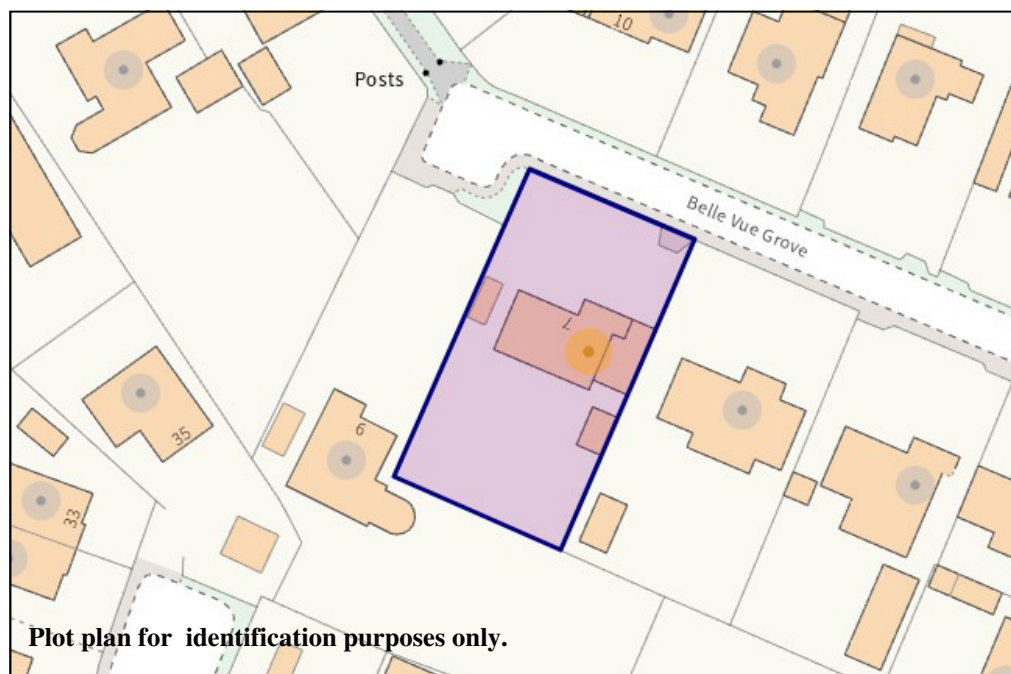 10
Posts
Belle Vue Grove
7
6
35
33
Plot plan for identification purposes only.